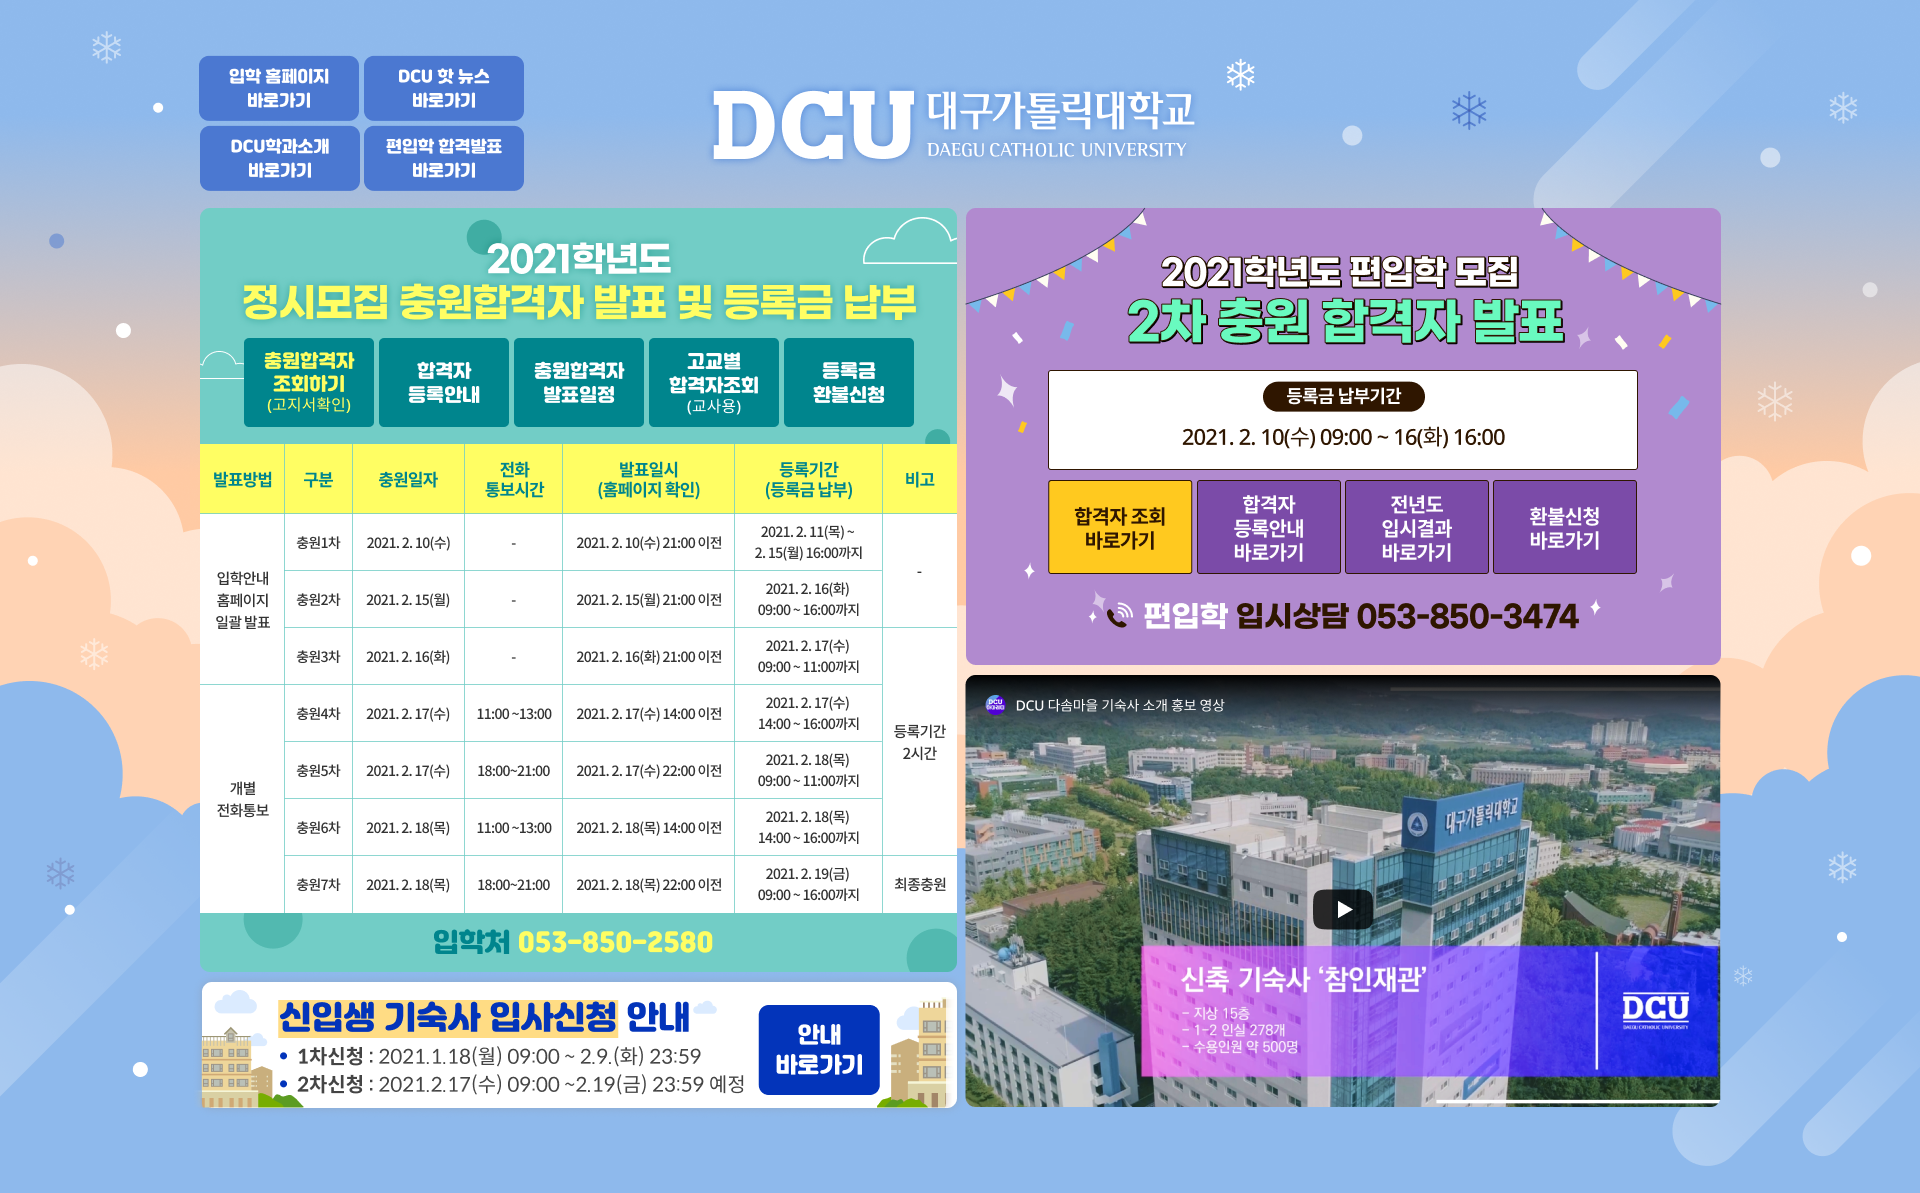 입학 홈페이지
바로가기
DCU 핫 뉴스
바로가기
DCU학과소개
바로가기
편입학 합격발표
바로가기
DCU 대구가톨릭대학교
DAEGU CATHOLIC UNIVERSITY
2021학년도
정시모집 충원합격자 발표 및 등록금 납부
충원합격자
조회하기
(고지서확인)
합격자
등록안내
충원합격자
발표일정
고교별
합격자조회
(교사용)
등록금
환불신청
발표방법 구분 충원일자 전화 통보시간 발표일시 (홈페이지 확인) 등록기간 (등록금 납부) 비고
입학안내
홈페이지
일괄 발표
충원1차 2021. 2. 10(수) - 2021. 2. 10(수) 21:00 이전 2021. 2. 11(목) ~ 2. 15(월) 16:00까지
-
충원2차 2021. 2. 15(월) - 2021. 2. 15(월) 21:00 이전 2021. 2. 16(화) 09:00 ~ 16:00까지
충원3차 2021. 2. 16(화) - 2021. 2. 16(화) 21:00 이전 2021. 2. 17(수) 09:00 ~ 11:00까지
개별
전화통보
충원4차 2021. 2. 17(수) 11:00 ~13:00 2021. 2. 17(수) 14:00 이전 2021. 2. 17(수) 14:00 ~ 16:00까지
등록기간
2시간
충원5차 2021. 2. 17(수) 18:00~21:00 2021. 2. 17(수) 22:00 이전 2021. 2. 18(목) 09:00 ~ 11:00까지
충원6차 2021. 2. 18(목) 11:00 ~13:00 2021. 2. 18(목) 14:00 이전 2021. 2. 18(목) 14:00 ~ 16:00까지
충원7차 2021. 2. 18(목) 18:00~21:00 2021. 2. 18(목) 22:00 이전 2021. 2. 19(금) 09:00 ~ 16:00까지 최종충원
입학처 053-850-2580
신입생 기숙사 입사신청 안내
• 1차신청 : 2021.1.18(월) 09:00 ~ 2.9.(화) 23:59
• 2차신청 : 2021.2.17(수) 09:00 ~2.19(금) 23:59 예정
안내
바로가기
2021학년도 편입학 모집
2차 충원 합격자 발표
등록금 납부기간
2021. 2. 10(수) 09:00 ~ 16(화) 16:00
합격자 조회
바로가기
합격자
등록안내
바로가기
전년도
입시결과
바로가기
환불신청
바로가기
편입학 입시상담 053-850-3474
DCU 다솜마을 기숙사 소개 홍보 영상
대구가톨릭대학교
신축 기숙사 ‘참인재관’
- 지상 15층
- 1-2 인실 278개
- 수용인원 약 500명
DCU
DAEGU CATHOLIC UNIVERSITY